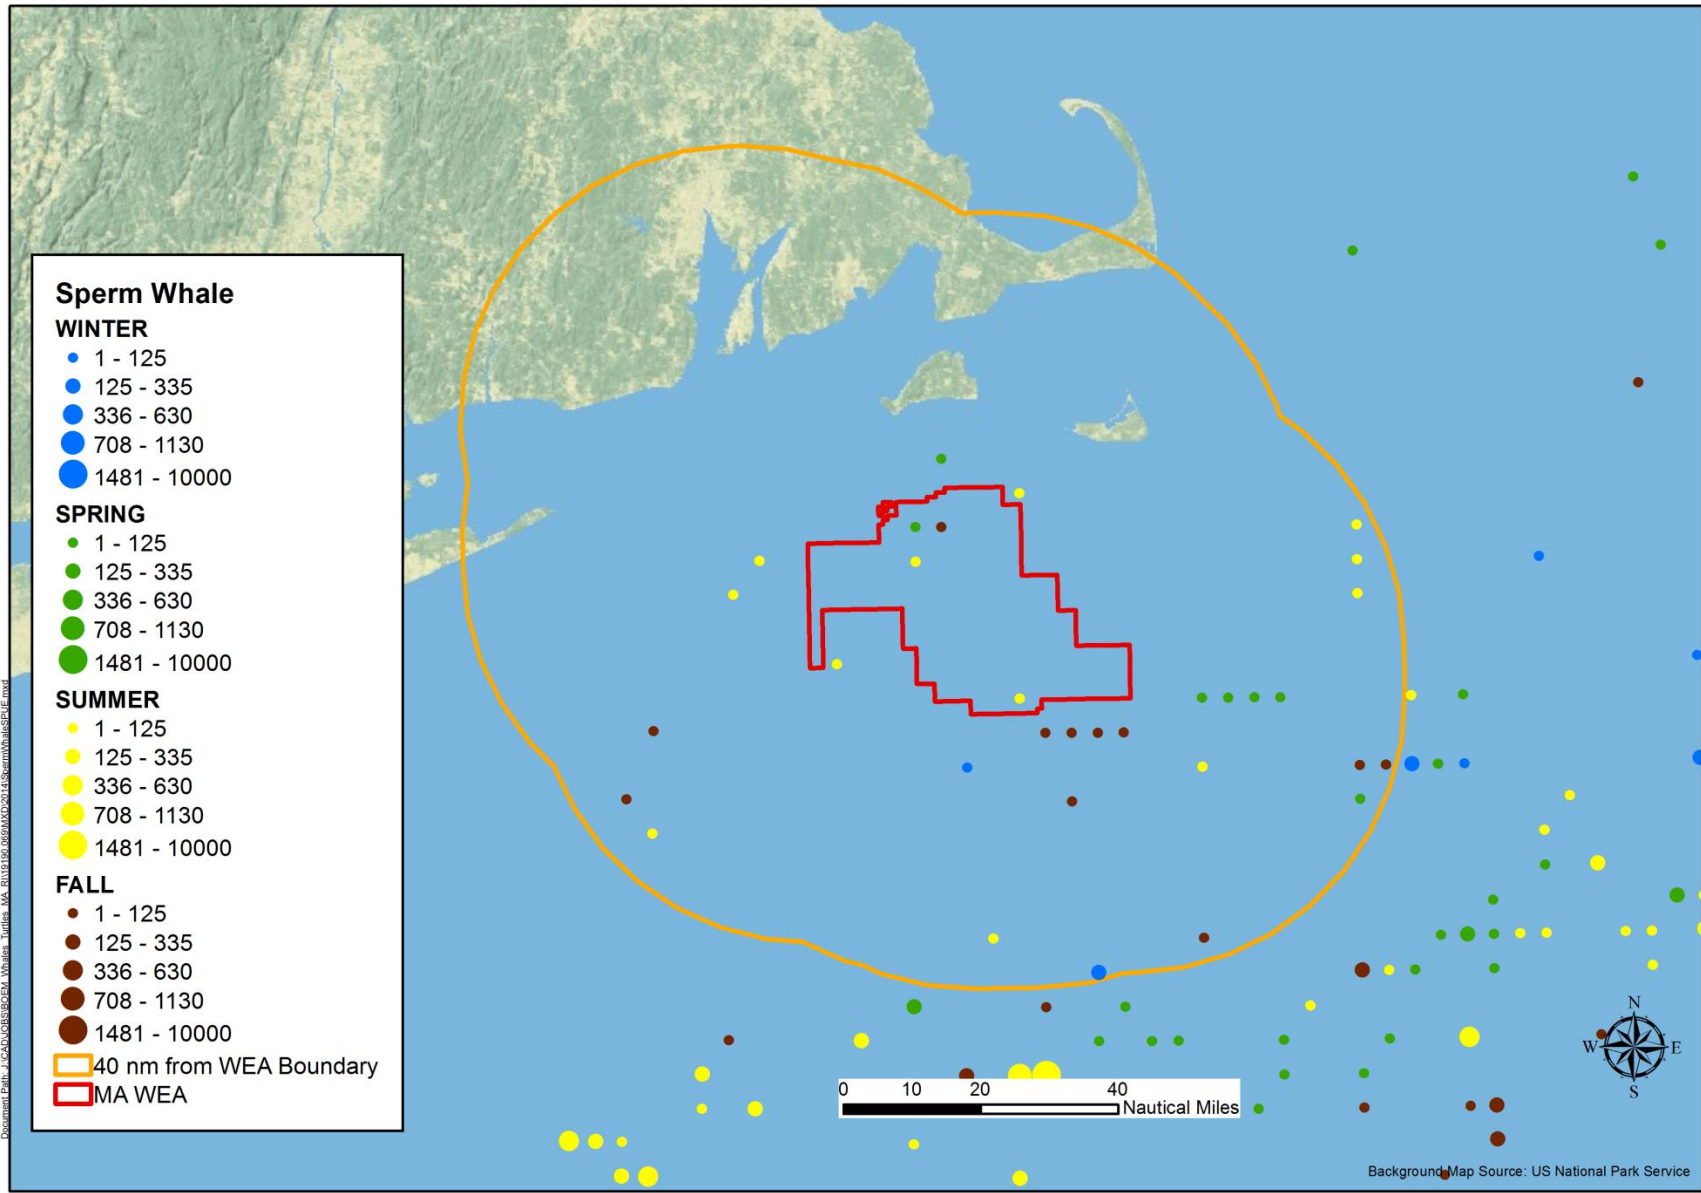 Sperm Whale
WINTER
1 - 125
125 - 335
336 - 630
708 - 1130
1481 - 10000
SPRING
1 - 125
125 - 335
336 - 630
708 - 1130
1481 - 10000
SUMMER
1 - 125
125 - 335
336 - 630
708 - 1130
1481 - 10000
FALL
1 - 125
125 - 335
336 - 630
708 - 1130
1481 - 10000
40 nm from WEA Boundary
MA WEA
N
W E
S
0 10 20 40
Nautical Miles
Background Map Source: US National Park Service
Document Path: